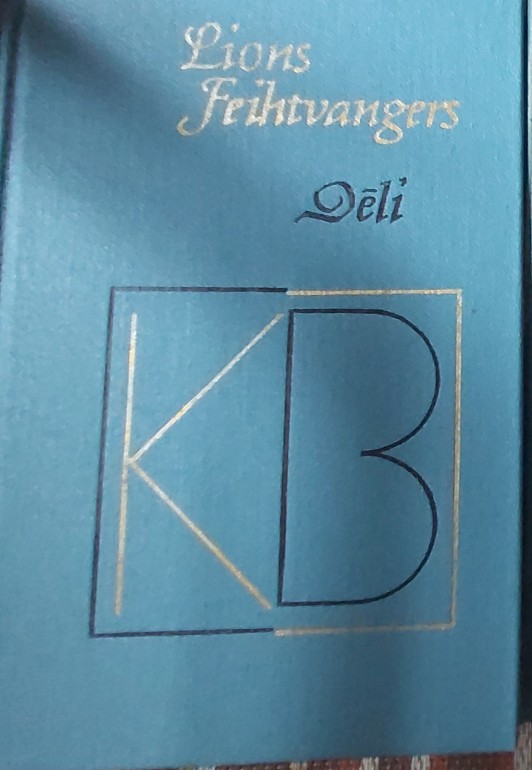 Lions
Feihtvangers
Dēli
KB